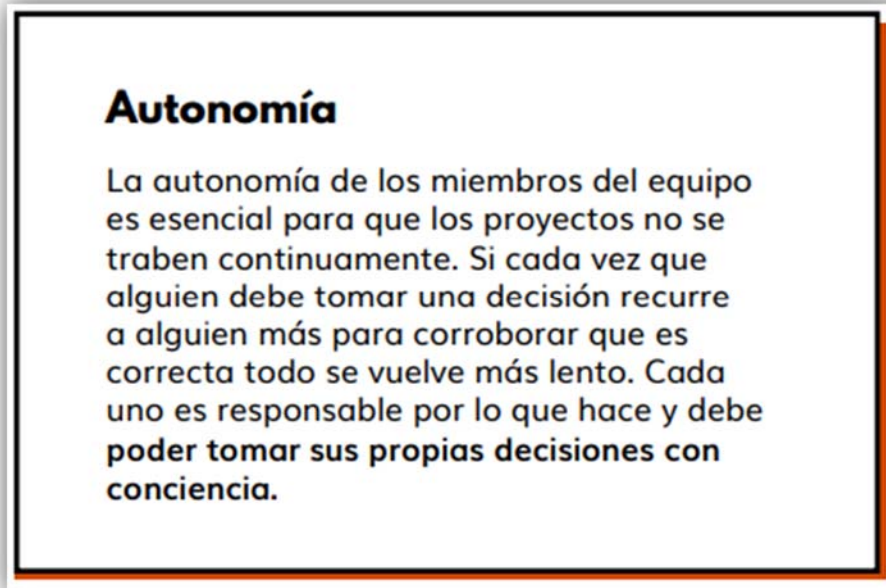 Autonomía
La autonomía de los miembros del equipo
es esencial para que los proyectos no se
traben continuamente. Si cada vez que
alguien debe tomar una decisión recurre
a alguien más para corroborar que es
correcta todo se vuelve más lento. Cada
uno es responsable por lo que hace y debe
poder tomar sus propias decisiones con
conciencia.